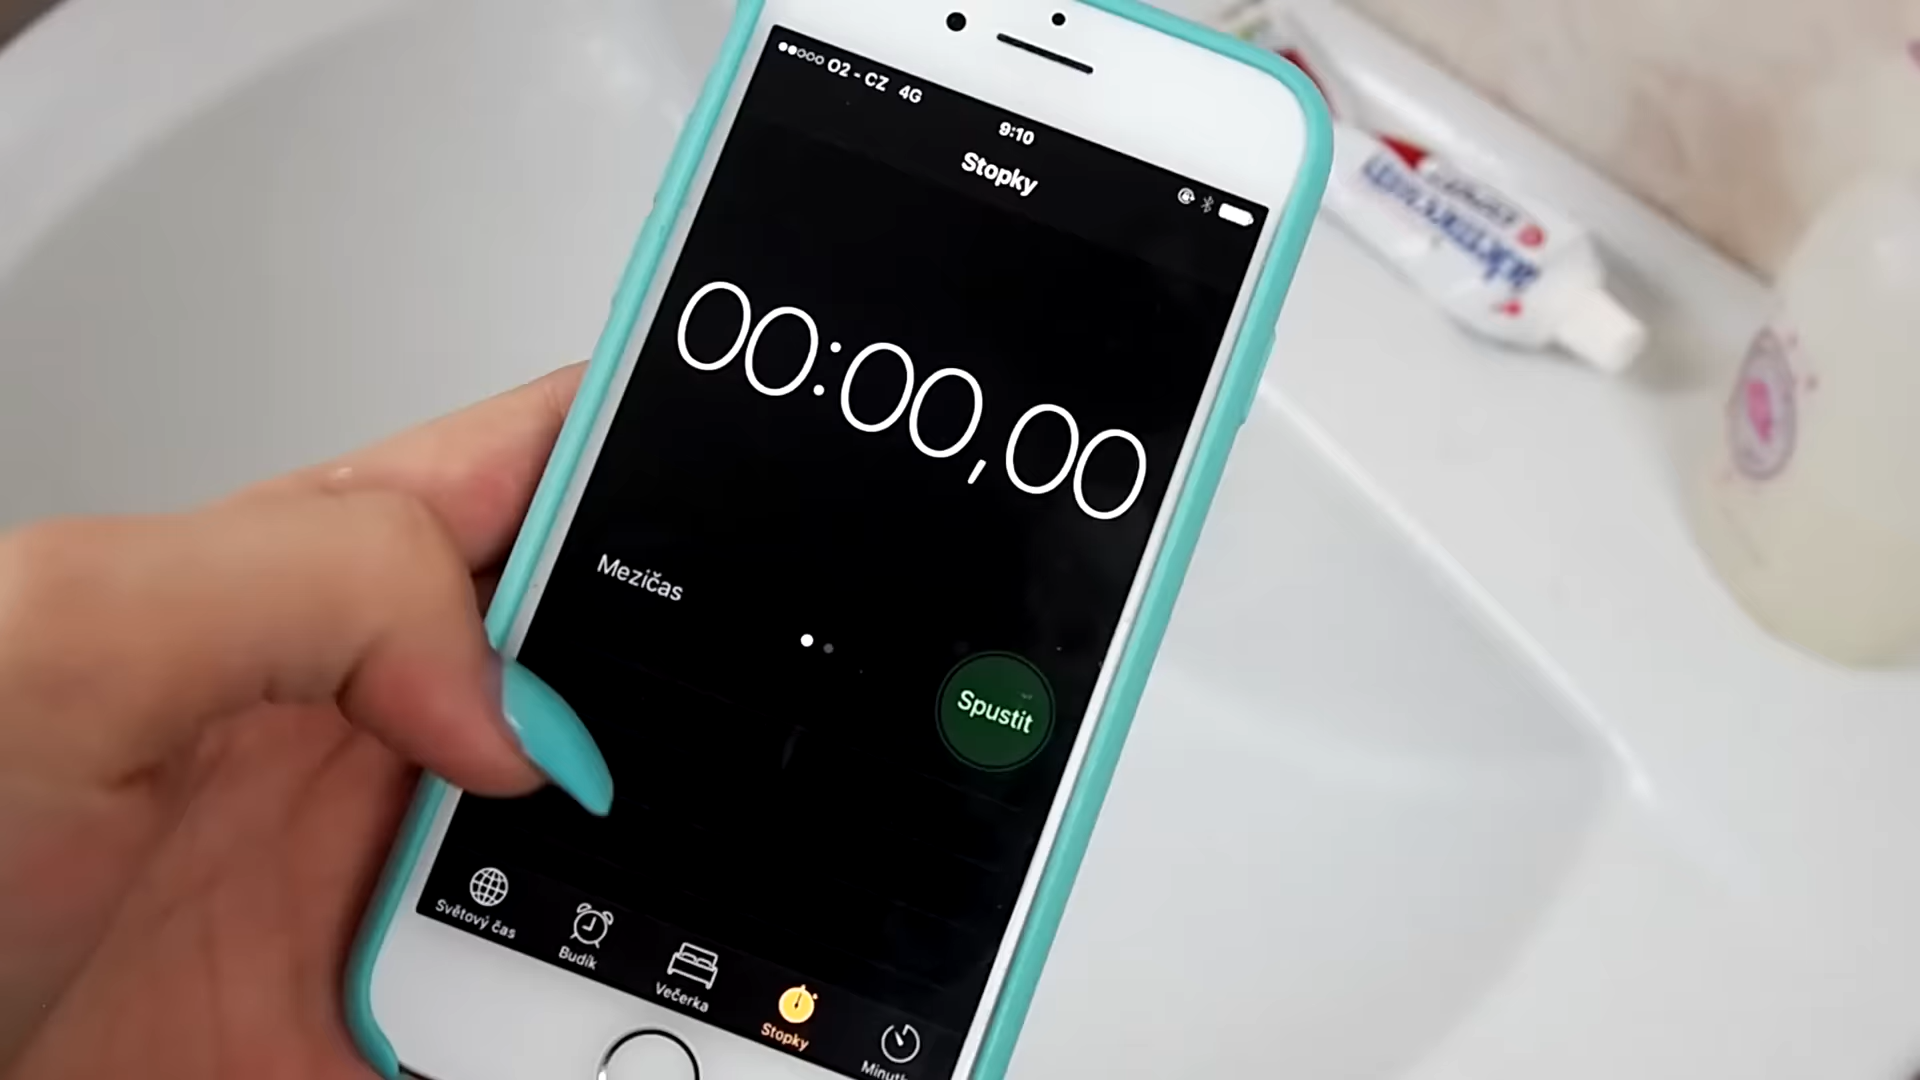 O2 - CZ 4G
9:10
Stopky
00:00,00
Mezičas
Spustit
Světový čas
Budík
Večerka
Stopky